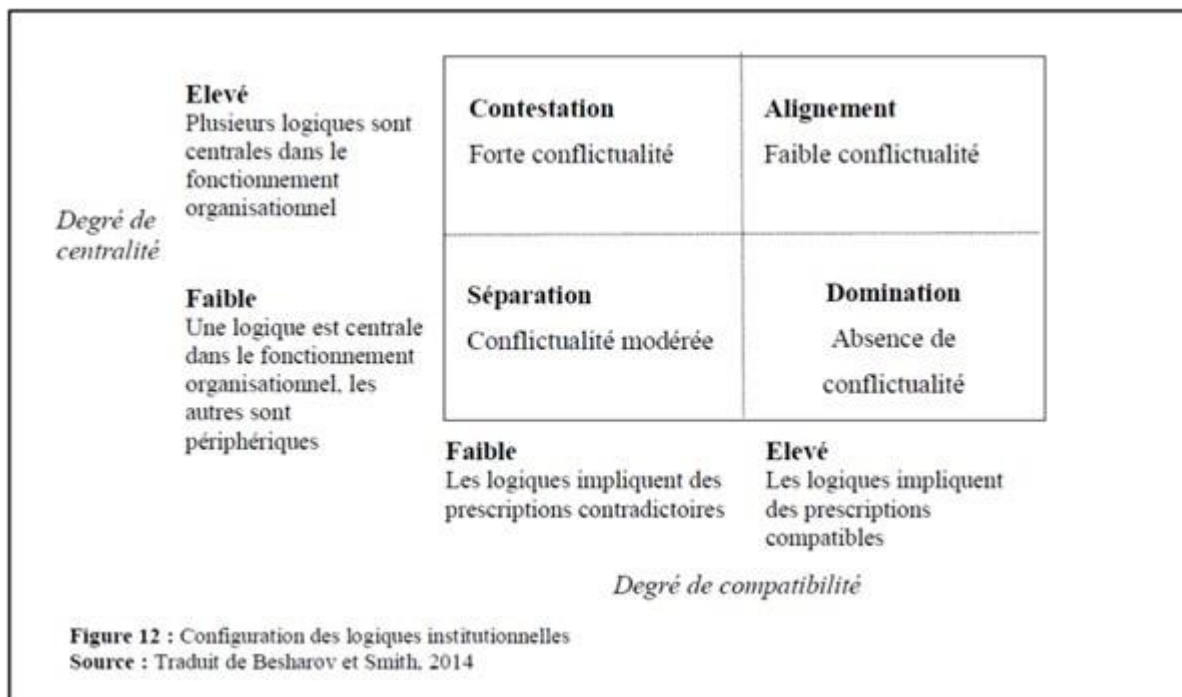 Elevé
Plusieurs logiques sont
centrales dans le
fonctionnement
organisationnel
Contestation
Forte conflictualité
Alignement
Faible conflictualité
Degré de
centralité
Faible
Une logique est centrale
dans le fonctionnement
organisationnel, les
autres sont
périphériques
Séparation
Conflictualité modérée
Domination
Absence de
conflictualité
Faible
Les logiques impliquent des
prescriptions contradictoires
Elevé
Les logiques impliquent
des prescriptions
compatibles
Degré de compatibilité
Figure 12 : Configuration des logiques institutionnelles
Source : Traduit de Besharov et Smith, 2014